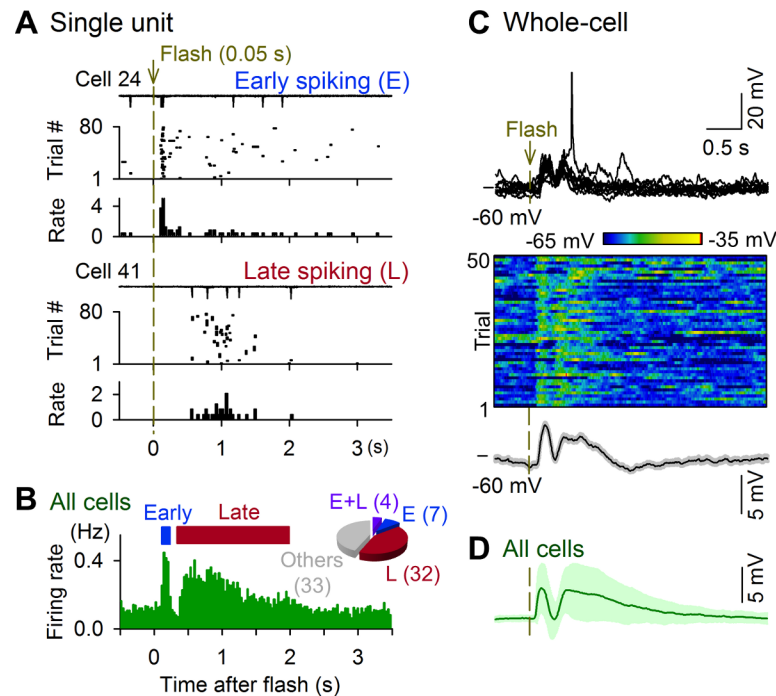 A Single unit
Flash (0.05 s)
Cell 24 Early spiking (E)
Trial #
80
1
Rate
4
2
0
Cell 41 Late spiking (L)
Trial #
80
1
Rate
2
0
0 1 2 3 (s)
B All cells
(Hz)
Early Late
E+L (4)
E (7)
Others
(33)
L (32)
Firing rate
0.4
0.0
0 1 2 3
Time after flash (s)
C Whole-cell
20 mV
0.5 s
Flash
-60 mV
-65 mV -35 mV
50
Trial
1
-60 mV
5 mV
D All cells
5 mV